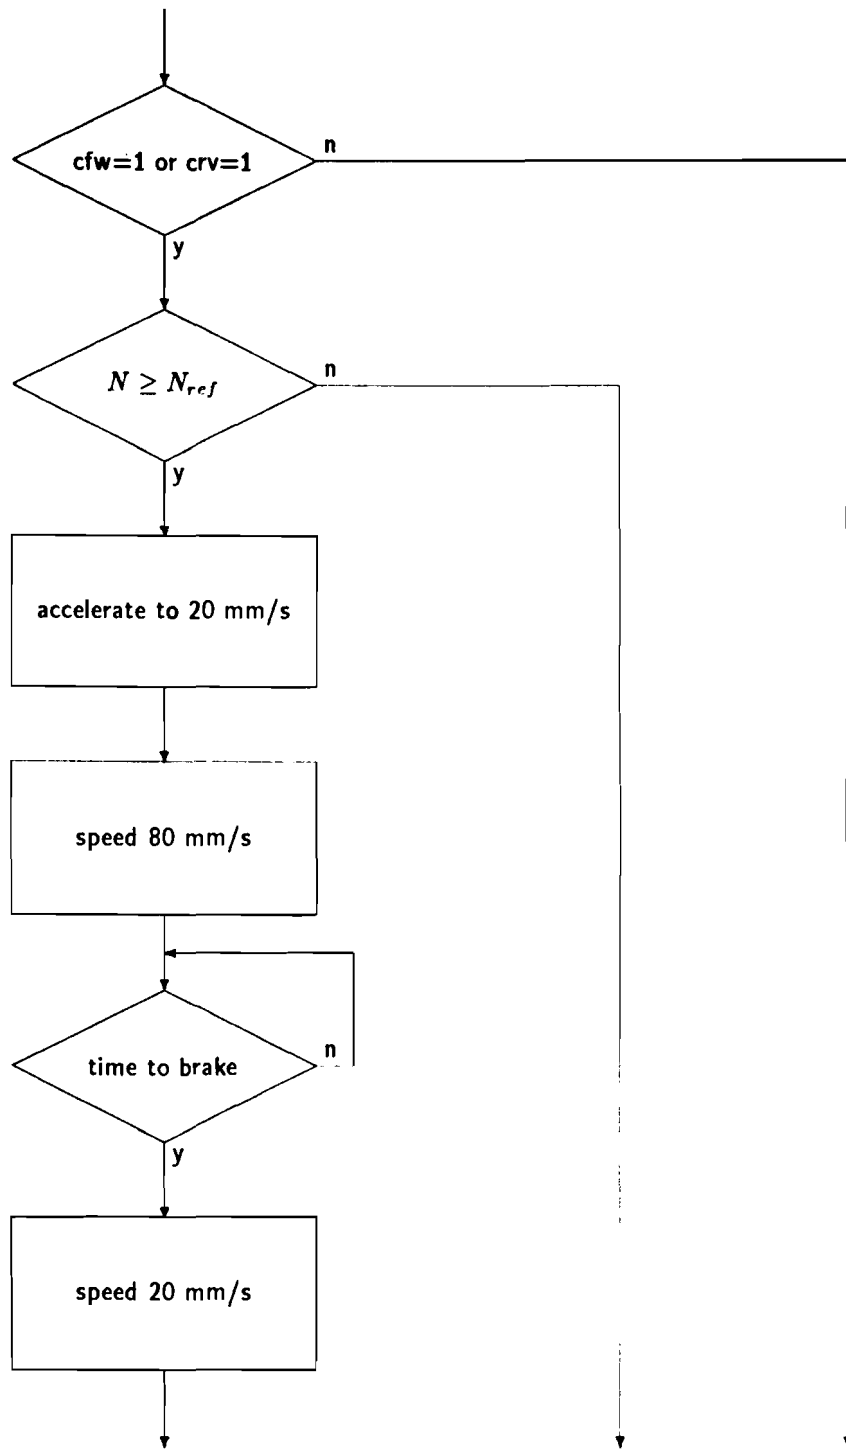 cfw=1 or crv=1
n
y
N ≥ N_ref
n
y
accelerate to 20 mm/s
speed 80 mm/s
time to brake
n
y
speed 20 mm/s